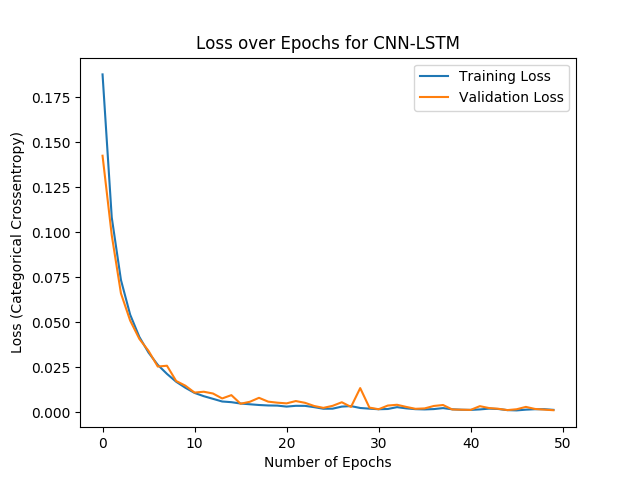 Loss over Epochs for CNN-LSTM
Training Loss
Validation Loss
Loss (Categorical Crossentropy)
0.175
0.150
0.125
0.100
0.075
0.050
0.025
0.000
0 10 20 30 40 50
Number of Epochs